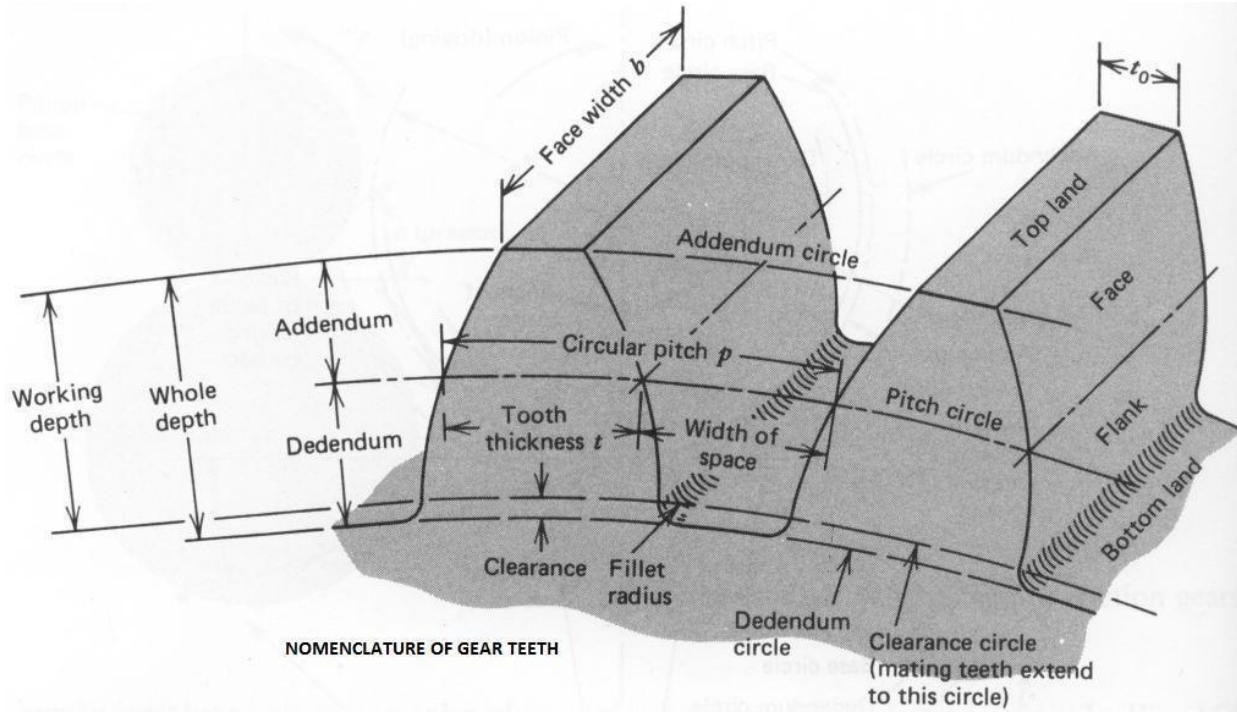 Face width b
t₀
Top land
Addendum circle
Face
Addendum
Circular pitch p
Working
depth
Whole
depth
Pitch circle
Dedendum
Tooth
thickness t
Width of
space
Flank
Bottom land
Clearance
Fillet
radius
Dedendum
circle
Clearance circle
(mating teeth extend
to this circle)
NOMENCLATURE OF GEAR TEETH